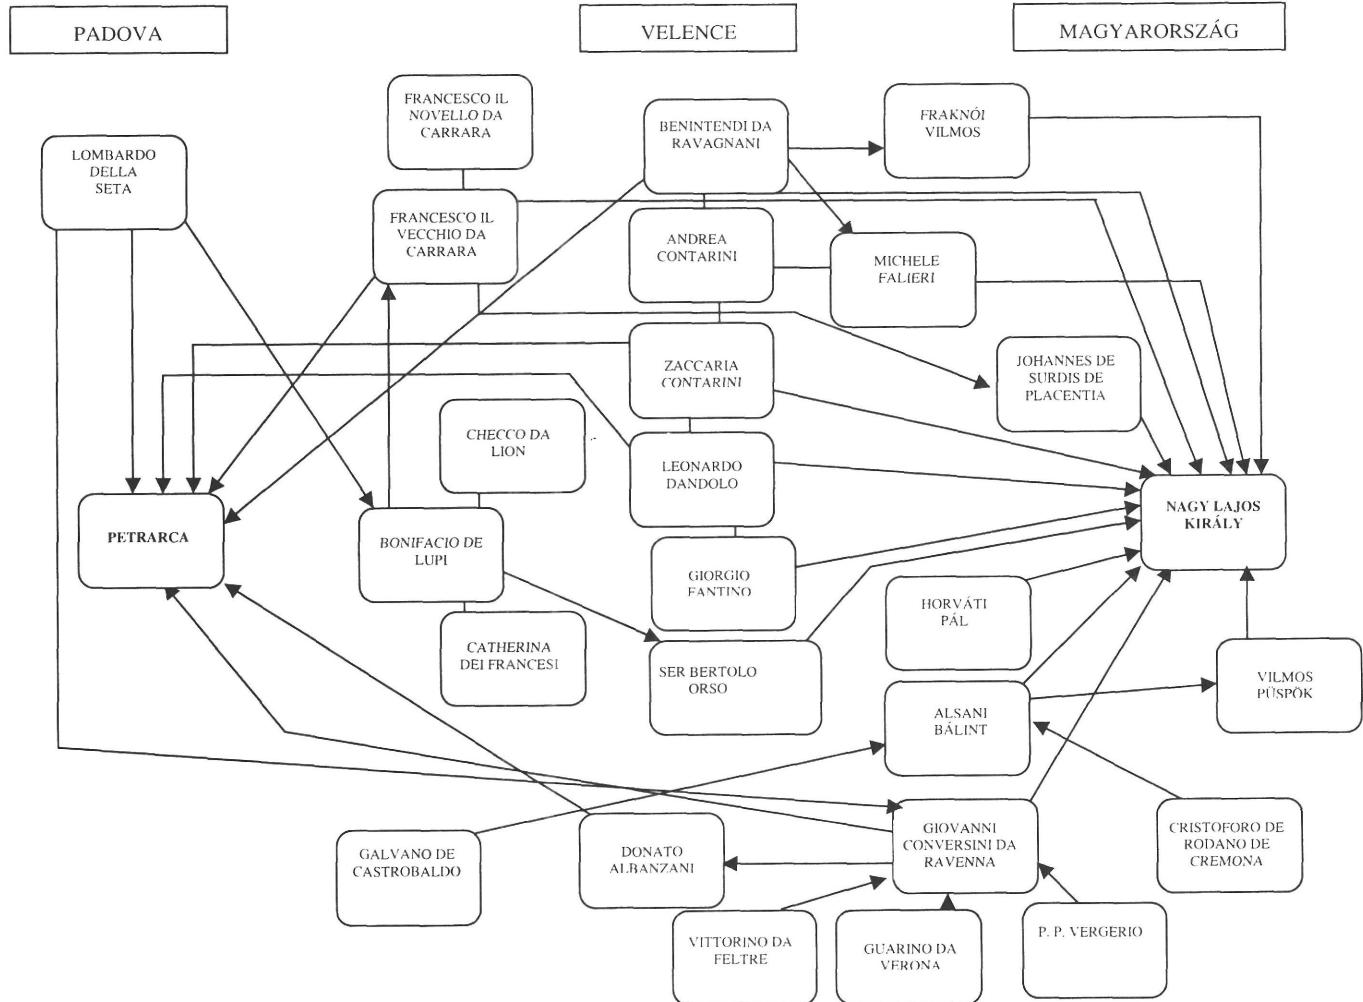 PADOVA
VELENCE
MAGYARORSZÁG
FRANCESCO IL
NOVELLO DA
CARRARA
FRAKNÓI
VILMOS
BENINTENDI DA
RAVAGNANI
LOMBARDO
DELLA
SETA
FRANCESCO IL
VECCHIO DA
CARRARA
ANDREA
CONTARINI
MICHELE
FALIERI
ZACCARIA
CONTARINI
JOHANNES DE
SURDIS DE
PLACENTIA
CHECCO DA
LION
LEONARDO
DANDOLO
PETRARCA
NAGY LAJOS
KIRÁLY
BONIFACIO DE
LUPI
GIORGIO
FANTINO
HORVÁTI
PÁL
CATHERINA
DEI FRANCESI
SER BERTOLO
ORSO
VILMOS
PÜSPÖK
ALSANI
BÁLINT
GALVANO DE
CASTROBALDO
DONATO
ALBANZANI
GIOVANNI
CONVERSINI DA
RAVENNA
CRISTOFORO DE
RODANO DE
CREMONA
VITTORINO DA
FELTRE
GUARINO DA
VERONA
P. P. VERGERIO